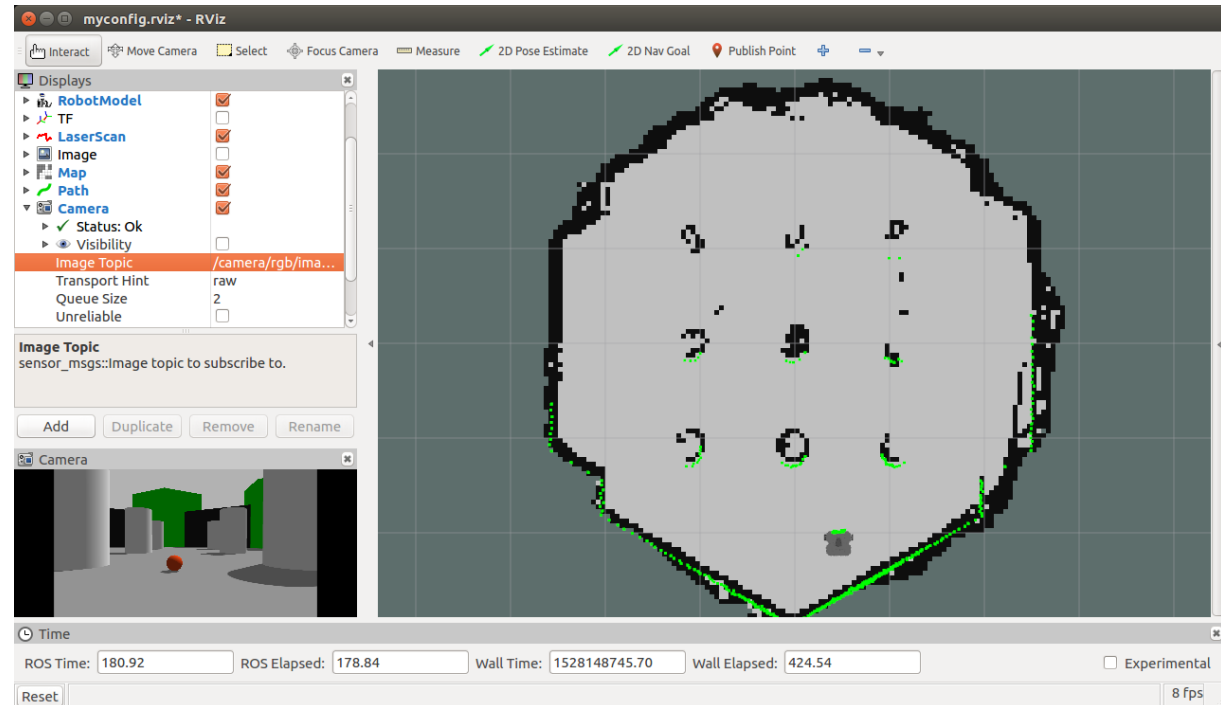 myconfig.rviz* - RViz
Interact Move Camera Select Focus Camera Measure 2D Pose Estimate 2D Nav Goal Publish Point
Displays
RobotModel
TF
LaserScan
Image
Map
Path
Camera
Status: Ok
Visibility
Image Topic /camera/rgb/ima...
Transport Hint raw
Queue Size 2
Unreliable
Image Topic
sensor_msgs::Image topic to subscribe to.
Add Duplicate Remove Rename
Camera
Time
ROS Time: 180.92 ROS Elapsed: 178.84 Wall Time: 1528148745.70 Wall Elapsed: 424.54 Experimental
Reset 8 fps